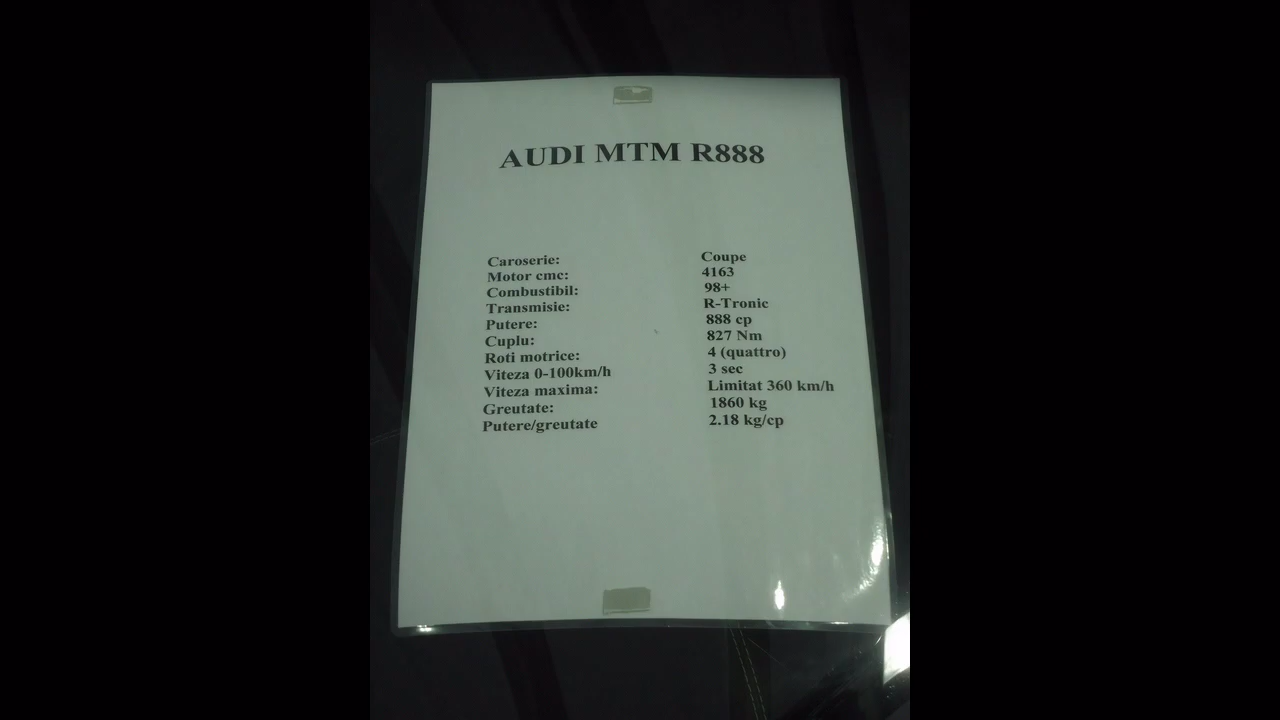 AUDI MTM R888
Caroserie: Coupe
Motor cmc: 4163
Combustibil: 98+
Transmisie: R-Tronic
Putere: 888 cp
Cuplu: 827 Nm
Roti motrice: 4 (quattro)
Viteza 0-100km/h 3 sec
Viteza maxima: Limitat 360 km/h
Greutate: 1860 kg
Putere/greutate 2.18 kg/cp